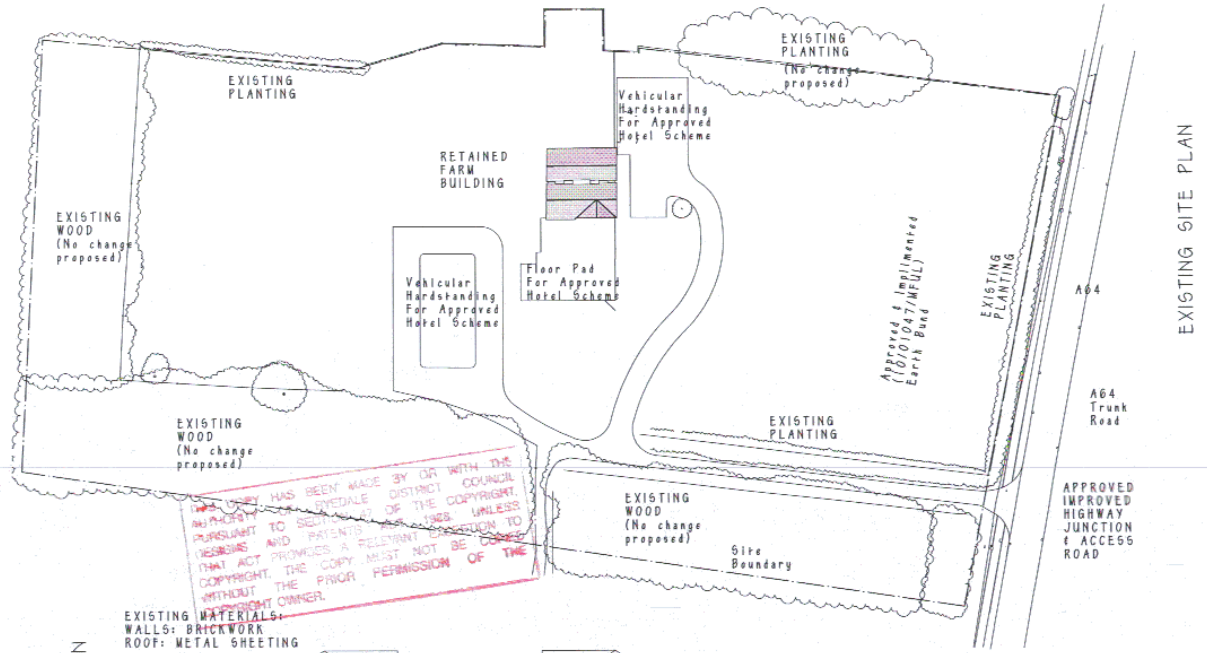 EXISTING
PLANTING
(No change
proposed)
EXISTING
PLANTING
Vehicular
Hardstanding
For Approved
Hotel Scheme
RETAINED
FARM
BUILDING
EXISTING
WOOD
(No change
proposed)
Vehicular
Hardstanding
For Approved
Hotel Scheme
Floor Pad
For Approved
Hotel Scheme
Approved & Implimented
(10/01047/MFUL)
Earth Bund
EXISTING
PLANTING
A64
EXISTING SITE PLAN
A64
Trunk
Road
EXISTING
PLANTING
EXISTING
WOOD
(No change
proposed)
EXISTING
WOOD
(No change
proposed)
Site
Boundary
APPROVED
IMPROVED
HIGHWAY
JUNCTION
& ACCESS
ROAD
COPY HAS BEEN MADE BY OR WITH THE
AUTHORITY OF RYEDALE DISTRICT COUNCIL
PURSUANT TO SECTION 47 OF THE COPYRIGHT,
DESIGNS AND PATENTS 1988. UNLESS
THAT ACT PROVIDES A RELEVANT EXCEPTION TO
COPYRIGHT, THE COPY MUST NOT BE COPIED
WITHOUT THE PRIOR PERMISSION OF THE
COPYRIGHT OWNER.
EXISTING MATERIALS:
WALLS: BRICKWORK
ROOF: METAL SHEETING
N